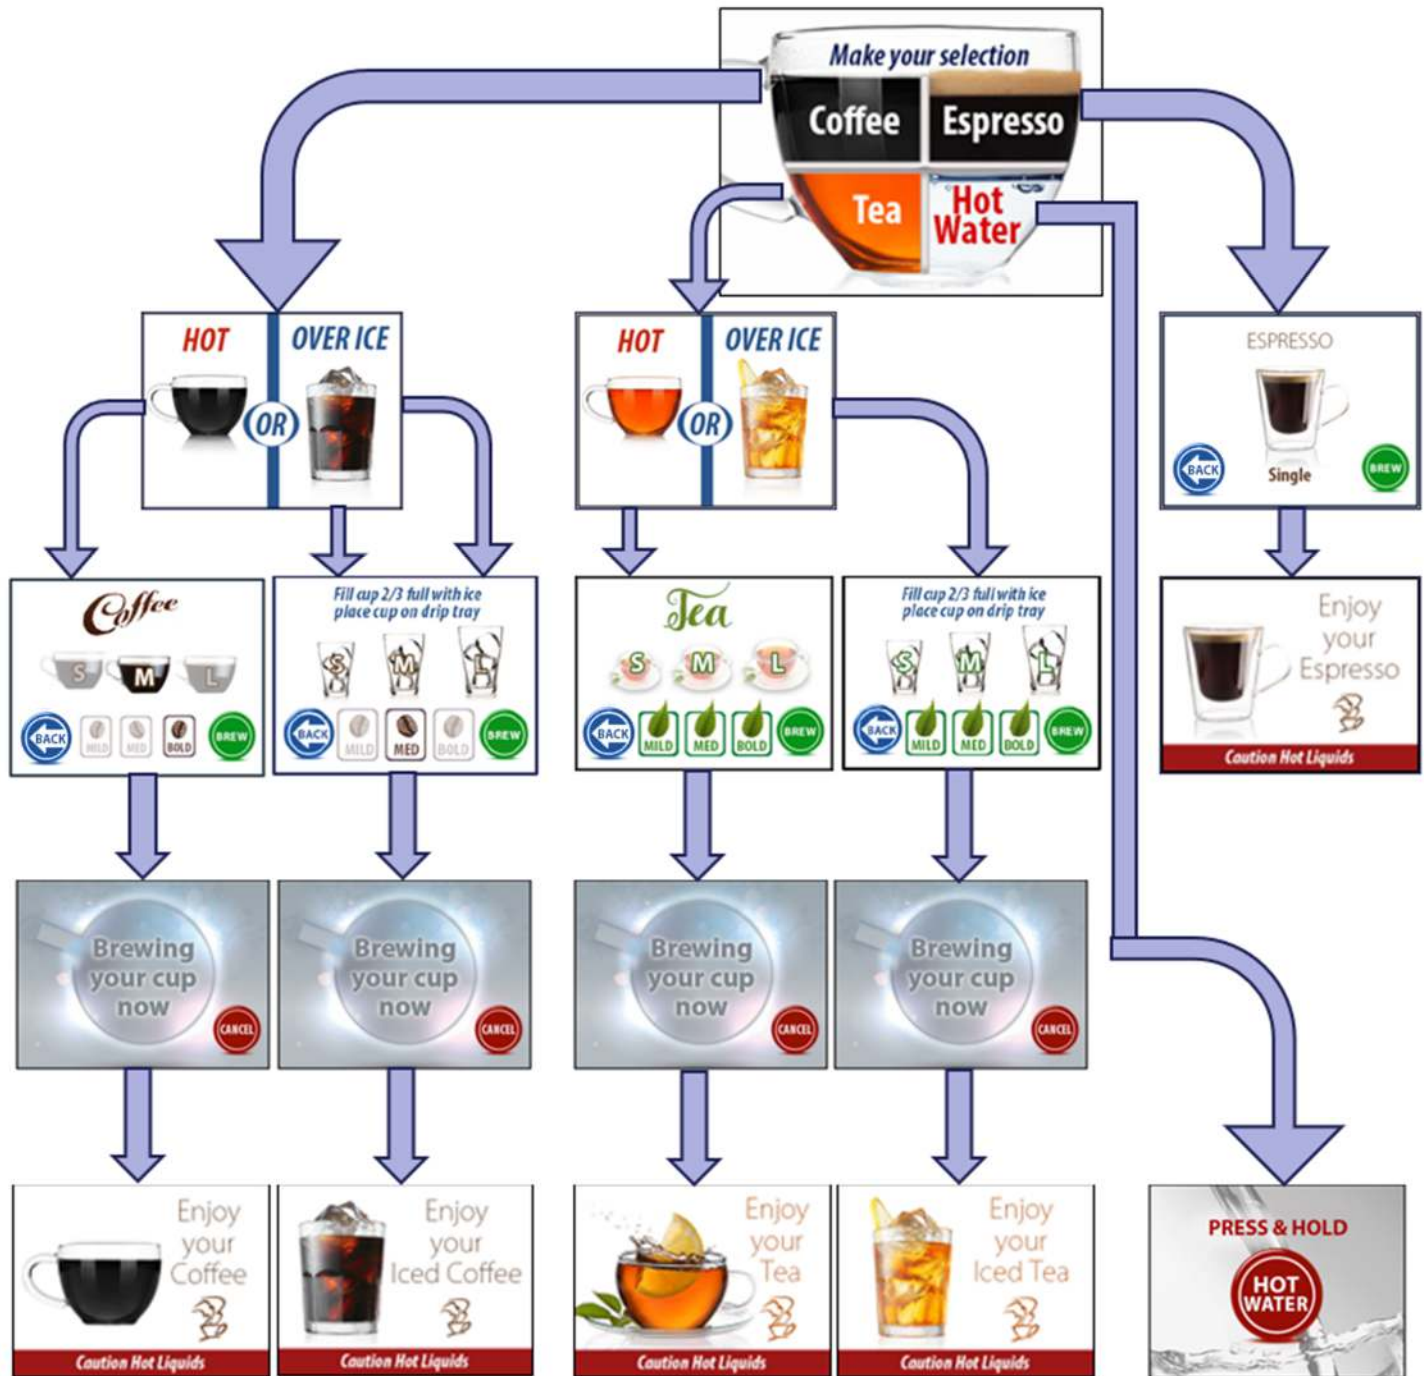 Make your selection
Coffee
Espresso
Tea
Hot
Water
HOT
OVER ICE
OR
HOT
OVER ICE
OR
ESPRESSO
BACK
Single
BREW
Coffee
S
M
L
BACK
MILD
MED
BOLD
BREW
Fill cup 2/3 full with ice
place cup on drip tray
S
M
L
BACK
MILD
MED
BOLD
BREW
Tea
S
M
L
BACK
MILD
MED
BOLD
BREW
Fill cup 2/3 full with ice
place cup on drip tray
S
M
L
BACK
MILD
MED
BOLD
BREW
Enjoy
your
Espresso
Caution Hot Liquids
Brewing
your cup
now
CANCEL
Brewing
your cup
now
CANCEL
Brewing
your cup
now
CANCEL
Brewing
your cup
now
CANCEL
Enjoy
your
Coffee
Caution Hot Liquids
Enjoy
your
Iced Coffee
Caution Hot Liquids
Enjoy
your
Tea
Caution Hot Liquids
Enjoy
your
Iced Tea
Caution Hot Liquids
PRESS & HOLD
HOT
WATER